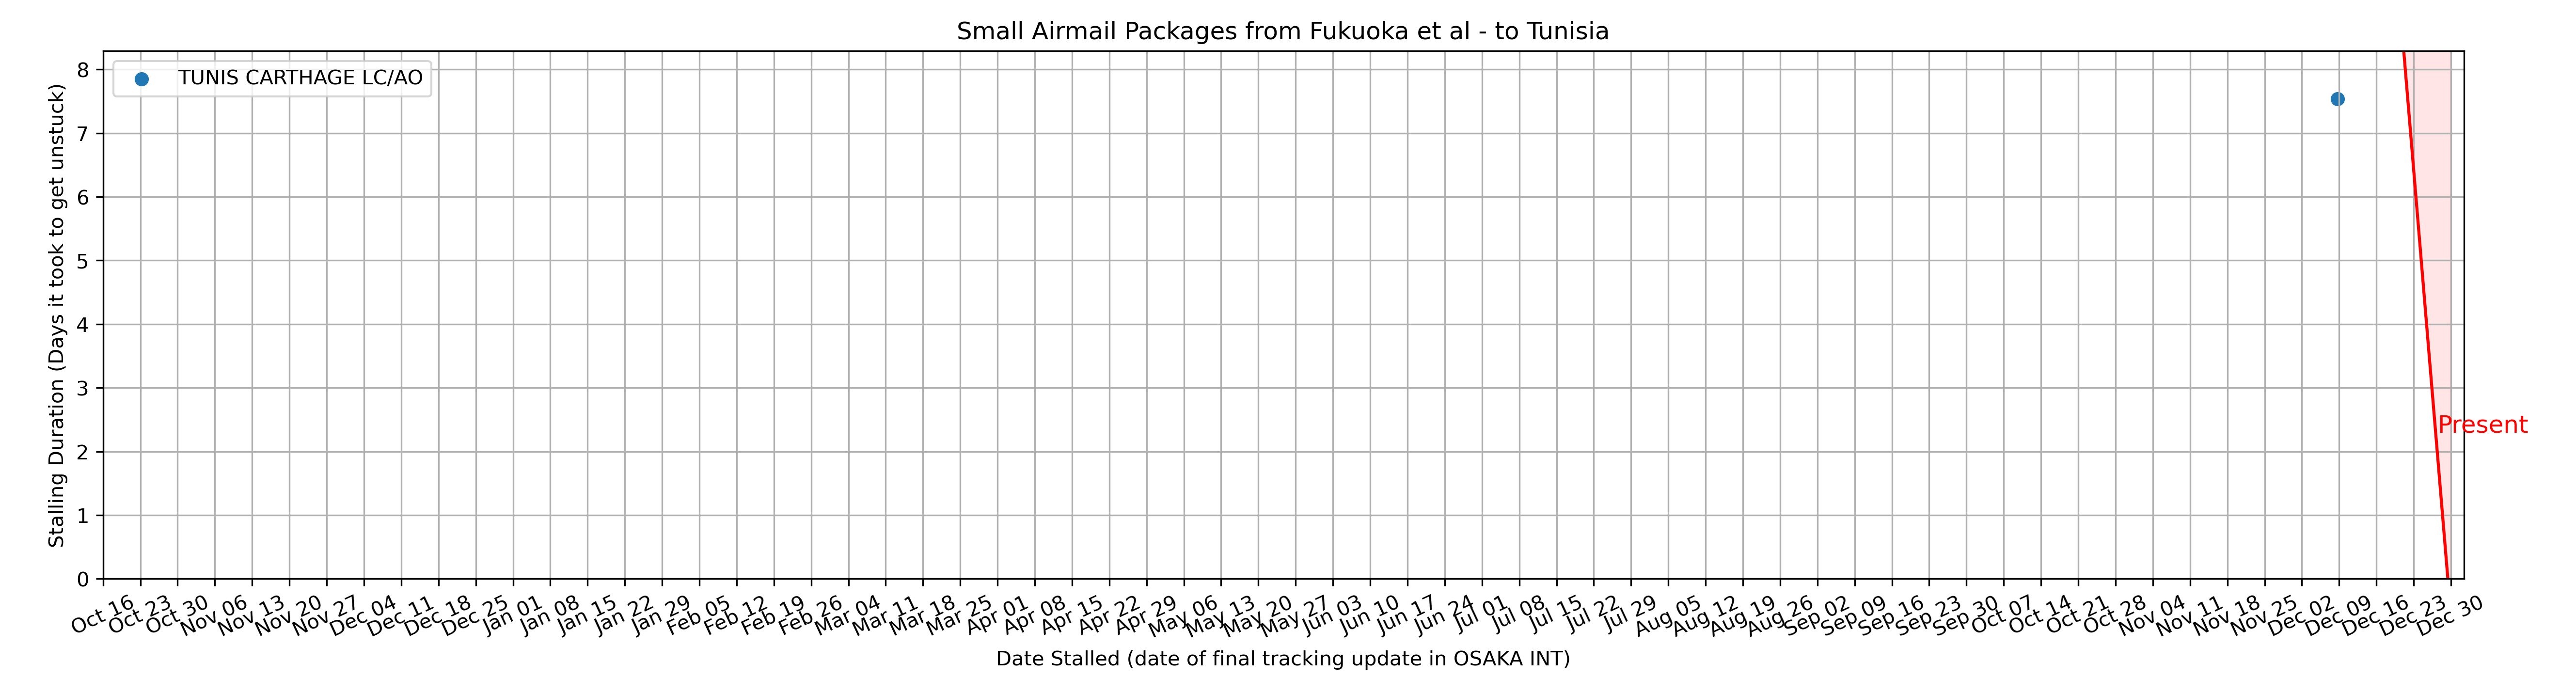 Small Airmail Packages from Fukuoka et al - to Tunisia
TUNIS CARTHAGE LC/AO
Stalling Duration (Days it took to get unstuck)
8
7
6
5
4
3
2
1
0
Present
Oct 16 Oct 23 Oct 30 Nov 06 Nov 13 Nov 20 Nov 27 Dec 04 Dec 11 Dec 18 Dec 25 Jan 01 Jan 08 Jan 15 Jan 22 Jan 29 Feb 05 Feb 12 Feb 19 Feb 26 Mar 04 Mar 11 Mar 18 Mar 25 Apr 01 Apr 08 Apr 15 Apr 22 Apr 29 May 06 May 13 May 20 May 27 Jun 03 Jun 10 Jun 17 Jun 24 Jul 01 Jul 08 Jul 15 Jul 22 Jul 29 Aug 05 Aug 12 Aug 19 Aug 26 Sep 02 Sep 09 Sep 16 Sep 23 Sep 30 Oct 07 Oct 14 Oct 21 Oct 28 Nov 04 Nov 11 Nov 18 Nov 25 Dec 02 Dec 09 Dec 16 Dec 23 Dec 30
Date Stalled (date of final tracking update in OSAKA INT)